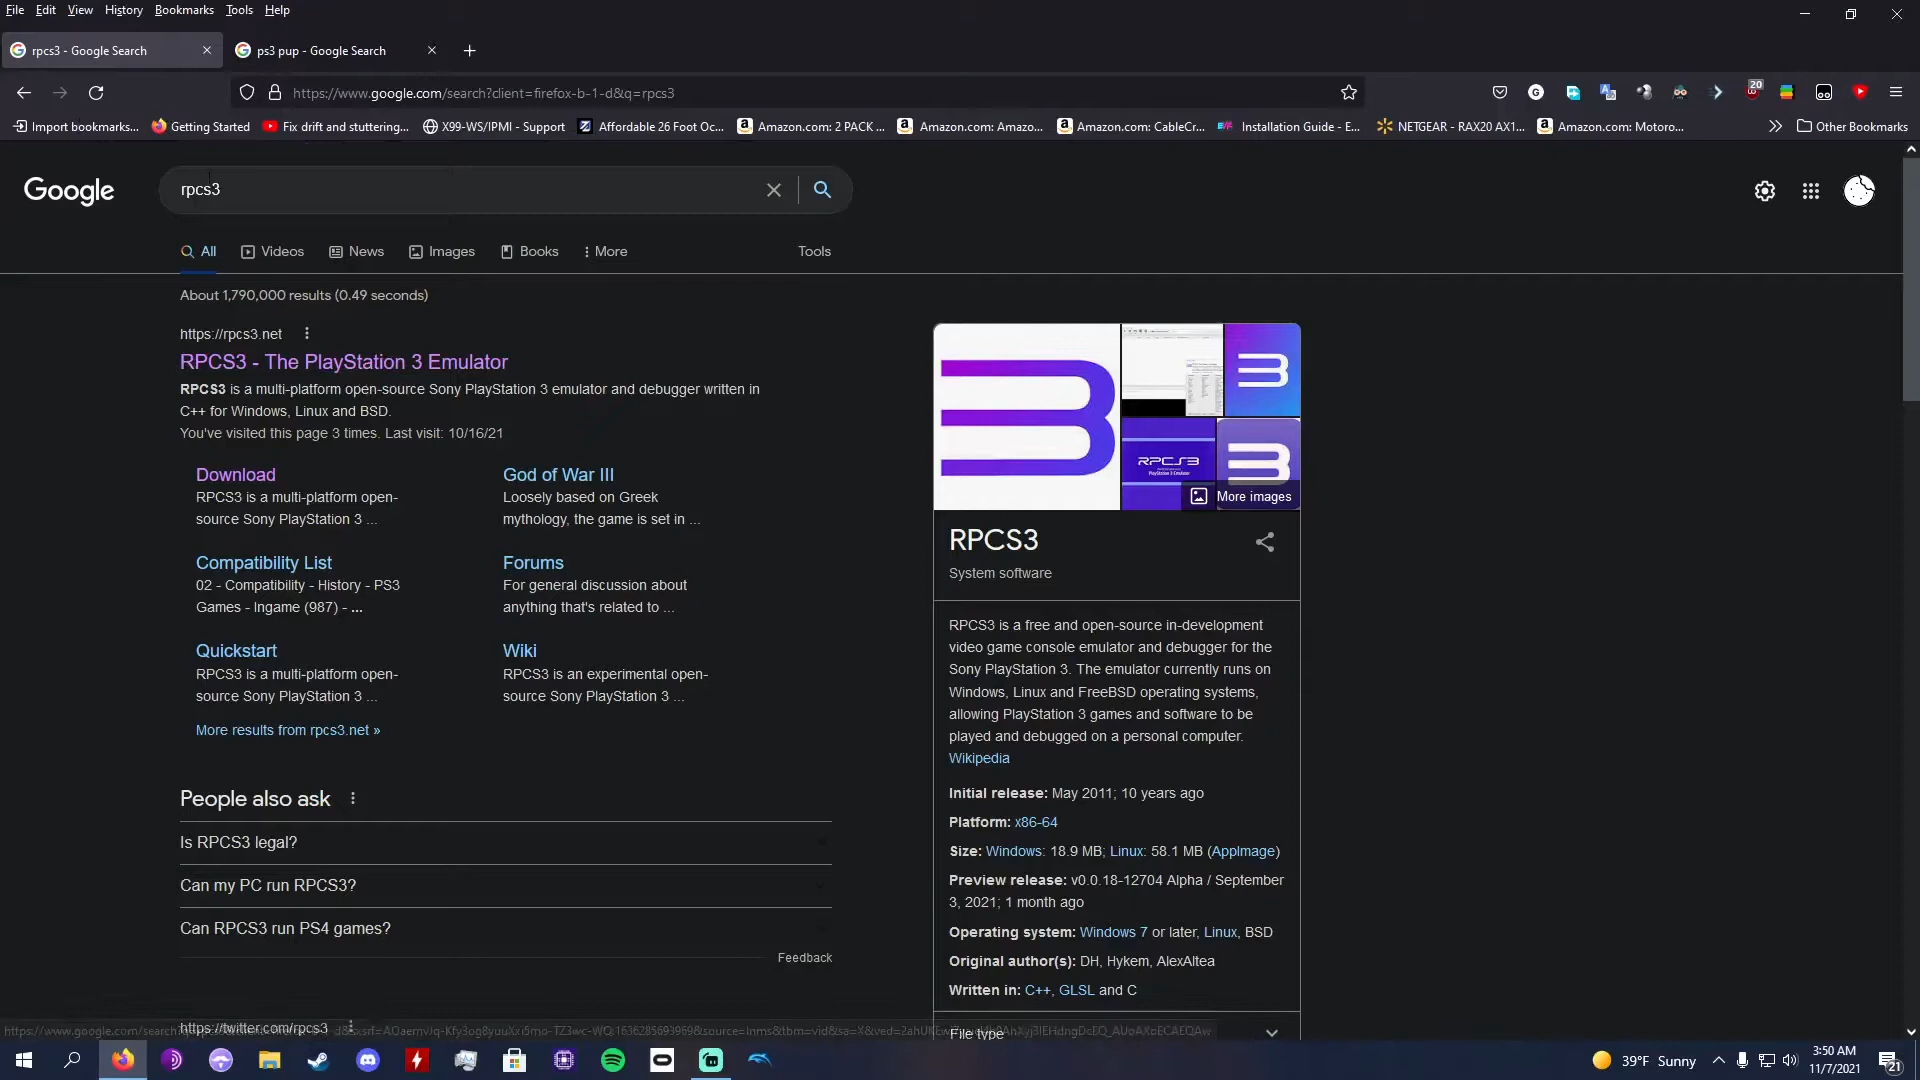 File Edit View History Bookmarks Tools Help
rpcs3 - Google Search
ps3 pup - Google Search
https://www.google.com/search?client=firefox-b-1-d&q=rpcs3
20
Import bookmarks... Getting Started Fix drift and stuttering... X99-WS/IPMI - Support Affordable 26 Foot Oc... Amazon.com: 2 PACK ... Amazon.com: Amazo... Amazon.com: CableCr... Installation Guide - E... NETGEAR - RAX20 AX1... Amazon.com: Motoro... Other Bookmarks
Google
rpcs3
All Videos News Images Books More Tools
About 1,790,000 results (0.49 seconds)
https://rpcs3.net
RPCS3 - The PlayStation 3 Emulator
RPCS3 is a multi-platform open-source Sony PlayStation 3 emulator and debugger written in
C++ for Windows, Linux and BSD.
You've visited this page 3 times. Last visit: 10/16/21
Download
RPCS3 is a multi-platform open-
source Sony PlayStation 3 ...
God of War III
Loosely based on Greek
mythology, the game is set in ...
Compatibility List
02 - Compatibility - History - PS3
Games - Ingame (987) - ...
Forums
For general discussion about
anything that's related to ...
Quickstart
RPCS3 is a multi-platform open-
source Sony PlayStation 3 ...
Wiki
RPCS3 is an experimental open-
source Sony PlayStation 3 ...
More results from rpcs3.net »
People also ask
Is RPCS3 legal?
Can my PC run RPCS3?
Can RPCS3 run PS4 games?
Feedback
https://twitter.com/rpcs3
RPCS3
More images
RPCS3
System software
RPCS3 is a free and open-source in-development
video game console emulator and debugger for the
Sony PlayStation 3. The emulator currently runs on
Windows, Linux and FreeBSD operating systems,
allowing PlayStation 3 games and software to be
played and debugged on a personal computer.
Wikipedia
Initial release: May 2011; 10 years ago
Platform: x86-64
Size: Windows: 18.9 MB; Linux: 58.1 MB (AppImage)
Preview release: v0.0.18-12704 Alpha / September
3, 2021; 1 month ago
Operating system: Windows 7 or later, Linux, BSD
Original author(s): DH, Hykem, AlexAltea
Written in: C++, GLSL and C
File type
39°F Sunny
3:50 AM
11/7/2021
21